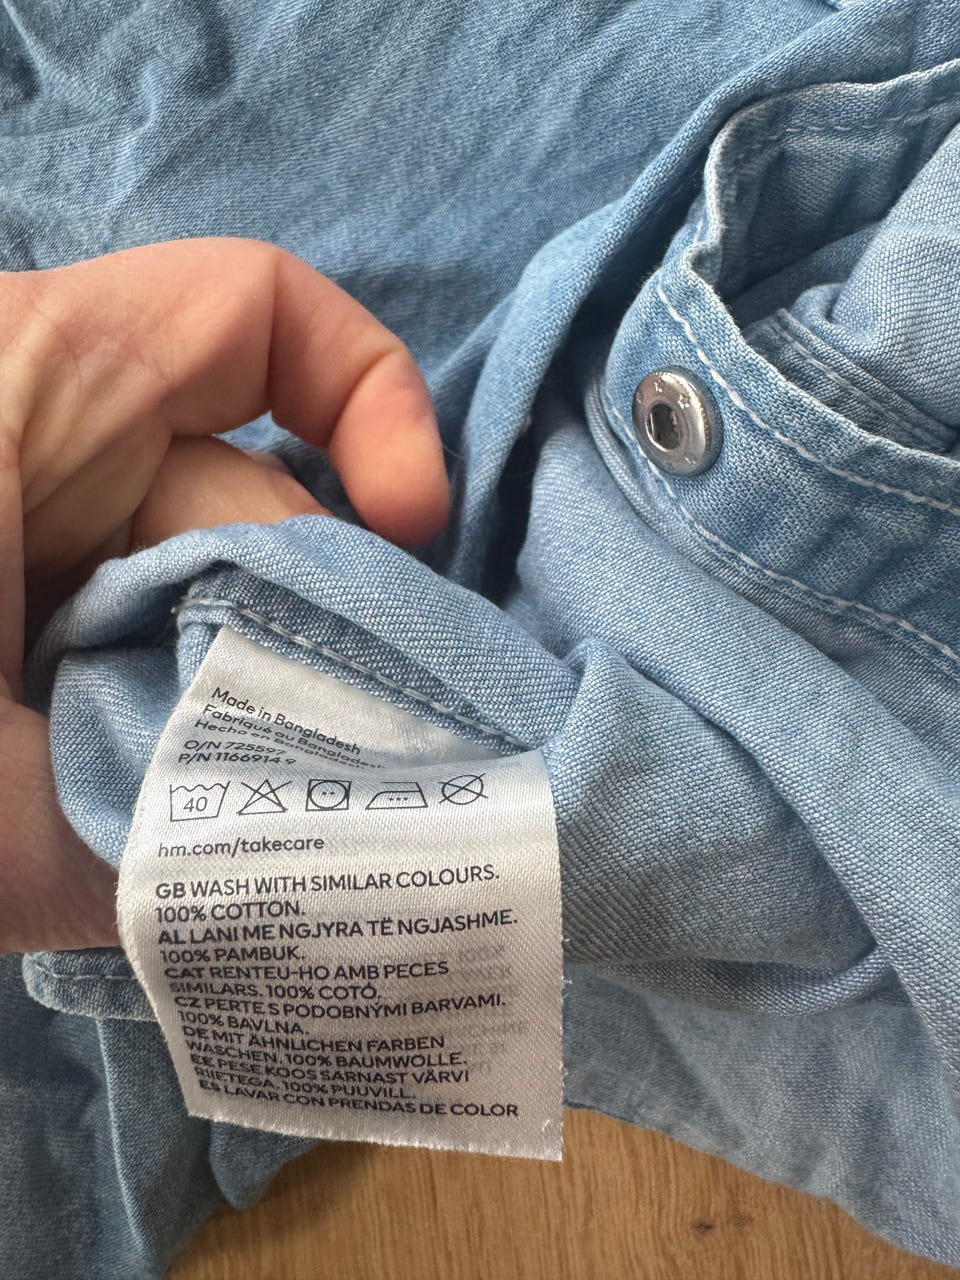 Made in Bangladesh
Fabriqué au Bangladesh
Hecho en Bangladesh
O/N 725597
P/N 1166914 9
40
hm.com/takecare
GB WASH WITH SIMILAR COLOURS.
100% COTTON.
AL LANI ME NGJYRA TË NGJASHME.
100% PAMBUK.
CAT RENTEU-HO AMB PECES
SIMILARS. 100% COTÓ.
CZ PERTE S PODOBNÝMI BARVAMI.
100% BAVLNA.
DE MIT ÄHNLICHEN FARBEN
WASCHEN. 100% BAUMWOLLE.
EE PESE KOOS SARNAST VÄRVI
RIIETEGA. 100% PUUVILL.
ES LAVAR CON PRENDAS DE COLOR